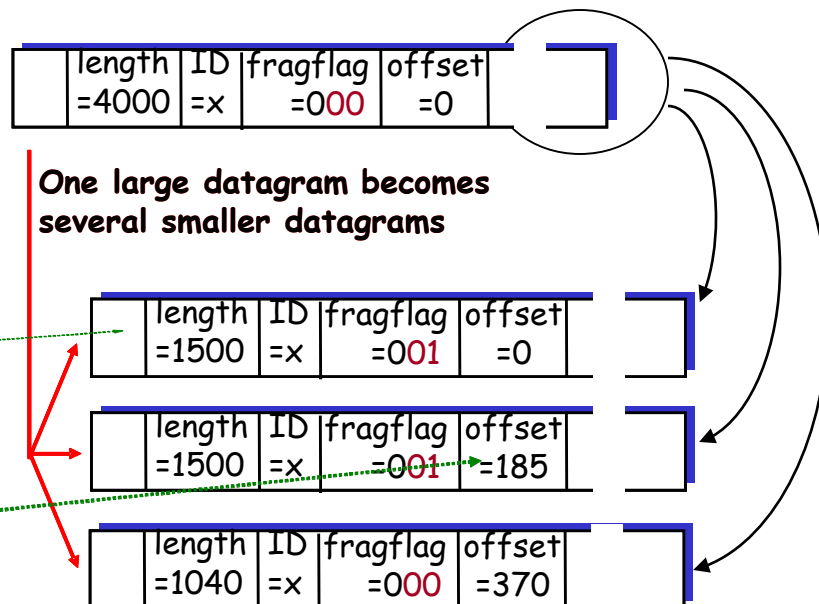 length ID fragflag offset
=4000 =x =000 =0
One large datagram becomes
several smaller datagrams
length ID fragflag offset
=1500 =x =001 =0
length ID fragflag offset
=1500 =x =001 =185
length ID fragflag offset
=1040 =x =000 =370